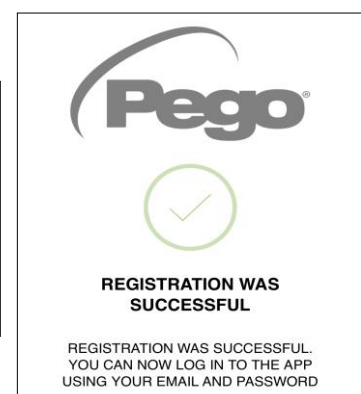 Pego®
REGISTRATION WAS
SUCCESSFUL
REGISTRATION WAS SUCCESSFUL.
YOU CAN NOW LOG IN TO THE APP
USING YOUR EMAIL AND PASSWORD